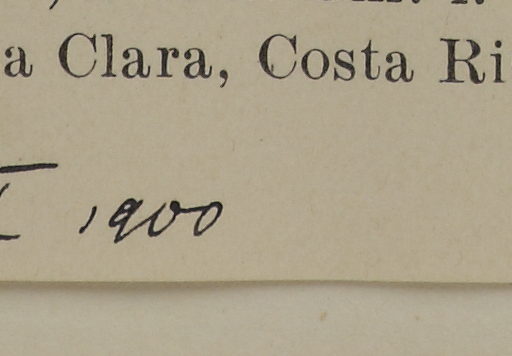 a Clara, Costa Ri
I 1900